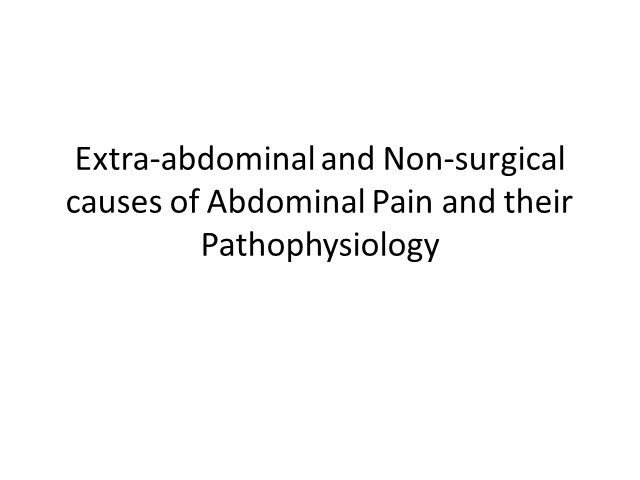 Extra-abdominal and Non-surgical
causes of Abdominal Pain and their
Pathophysiology